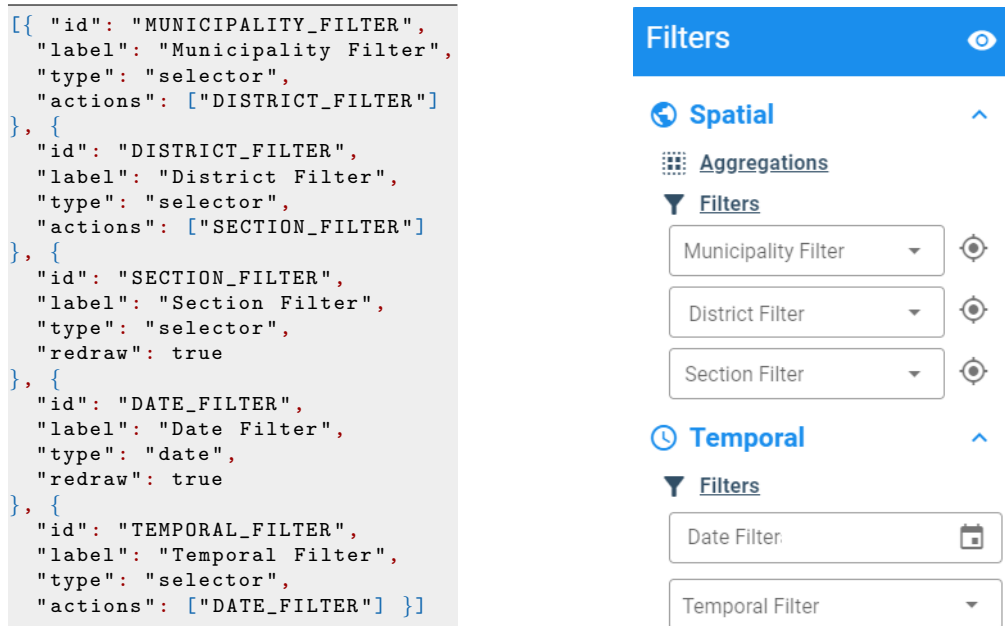 [{ "id": "MUNICIPALITY_FILTER",
"label": "Municipality Filter",
"type": "selector",
"actions": ["DISTRICT_FILTER"]
}, {
"id": "DISTRICT_FILTER",
"label": "District Filter",
"type": "selector",
"actions": ["SECTION_FILTER"]
}, {
"id": "SECTION_FILTER",
"label": "Section Filter",
"type": "selector",
"redraw": true
}, {
"id": "DATE_FILTER",
"label": "Date Filter",
"type": "date",
"redraw": true
}, {
"id": "TEMPORAL_FILTER",
"label": "Temporal Filter",
"type": "selector",
"actions": ["DATE_FILTER"] }]
Filters
Spatial
Aggregations
Filters
Municipality Filter
District Filter
Section Filter
Temporal
Filters
Date Filter
Temporal Filter